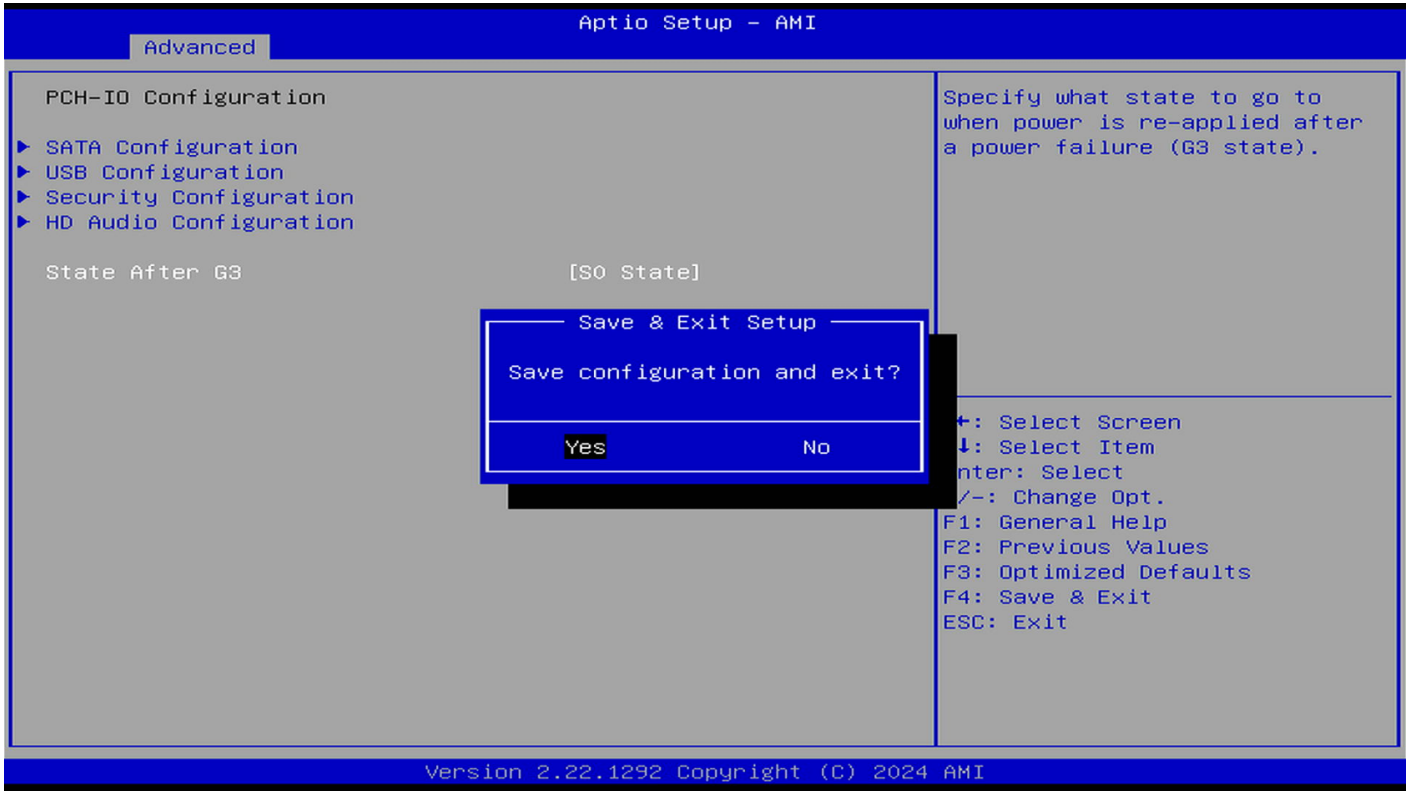 Aptio Setup – AMI
Advanced
PCH-IO Configuration
SATA Configuration
USB Configuration
Security Configuration
HD Audio Configuration
State After G3 [S0 State]
Specify what state to go to
when power is re-applied after
a power failure (G3 state).
Save & Exit Setup
Save configuration and exit?
Yes No
: Select Screen
: Select Item
nter: Select
/-: Change Opt.
F1: General Help
F2: Previous Values
F3: Optimized Defaults
F4: Save & Exit
ESC: Exit
Version 2.22.1292 Copyright (C) 2024 AMI